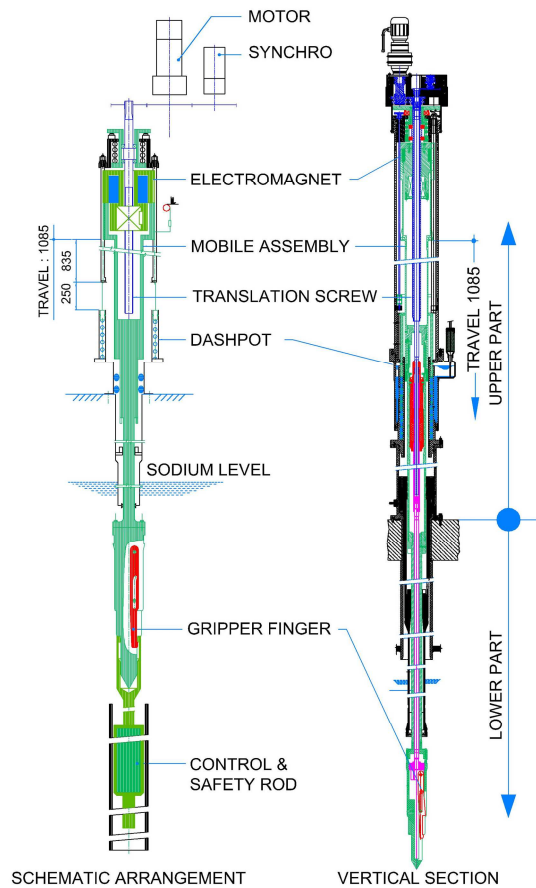 MOTOR
SYNCHRO
ELECTROMAGNET
MOBILE ASSEMBLY
TRANSLATION SCREW
DASHPOT
TRAVEL : 1085
835
250
SODIUM LEVEL
GRIPPER FINGER
CONTROL &
SAFETY ROD
TRAVEL 1085
UPPER PART
LOWER PART
SCHEMATIC ARRANGEMENT
VERTICAL SECTION